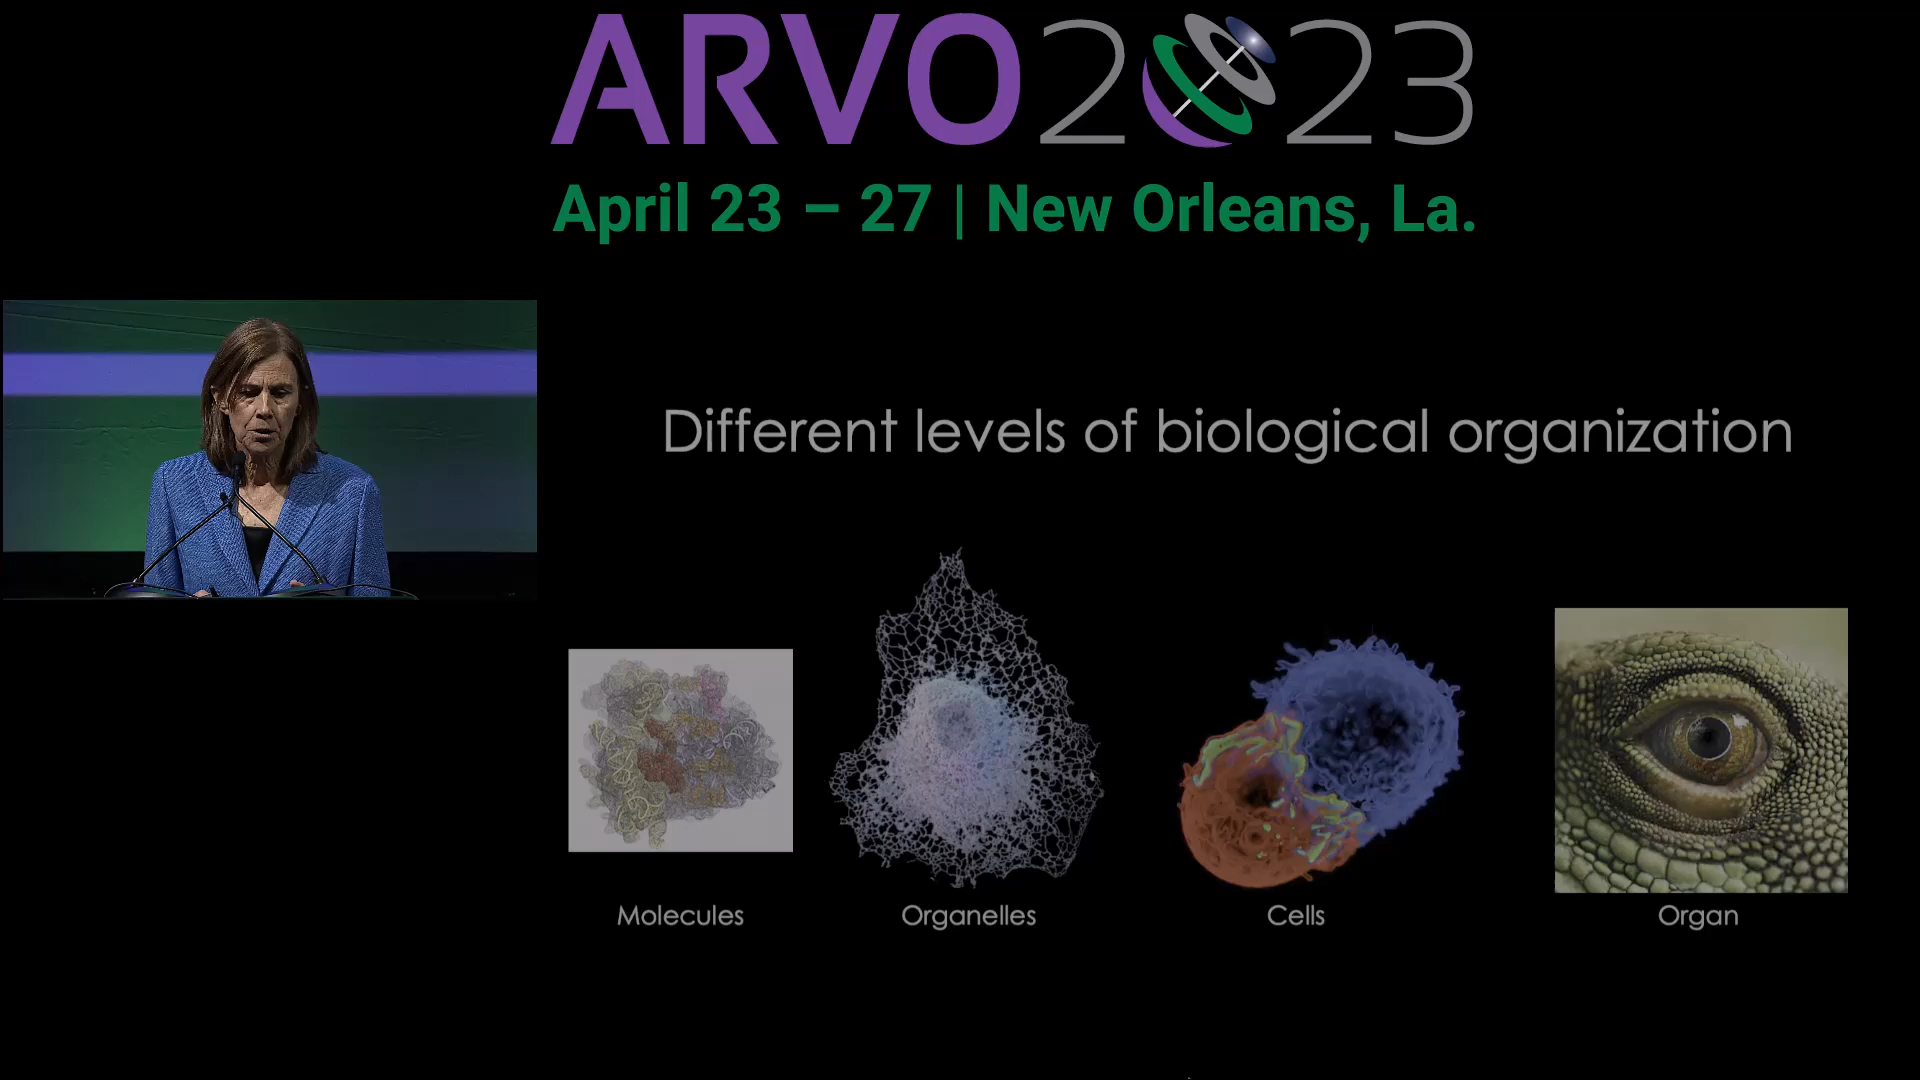 ARVO2023
April 23 – 27 | New Orleans, La.
Different levels of biological organization
Molecules
Organelles
Cells
Organ